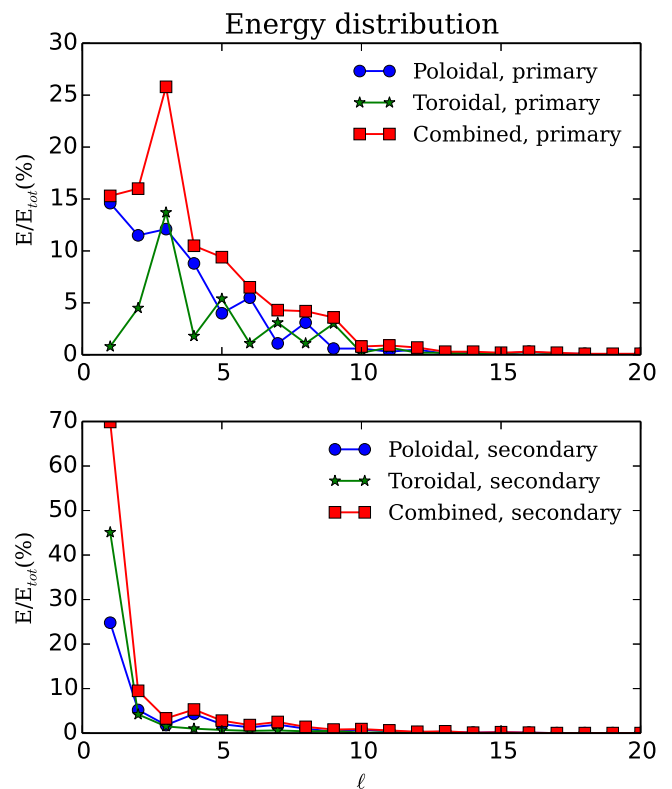 Energy distribution
30
25
20
15
10
5
0
E/E_tot(%)
Poloidal, primary
Toroidal, primary
Combined, primary
0 5 10 15 20
70
60
50
40
30
20
10
0
E/E_tot(%)
Poloidal, secondary
Toroidal, secondary
Combined, secondary
0 5 10 15 20
ℓ